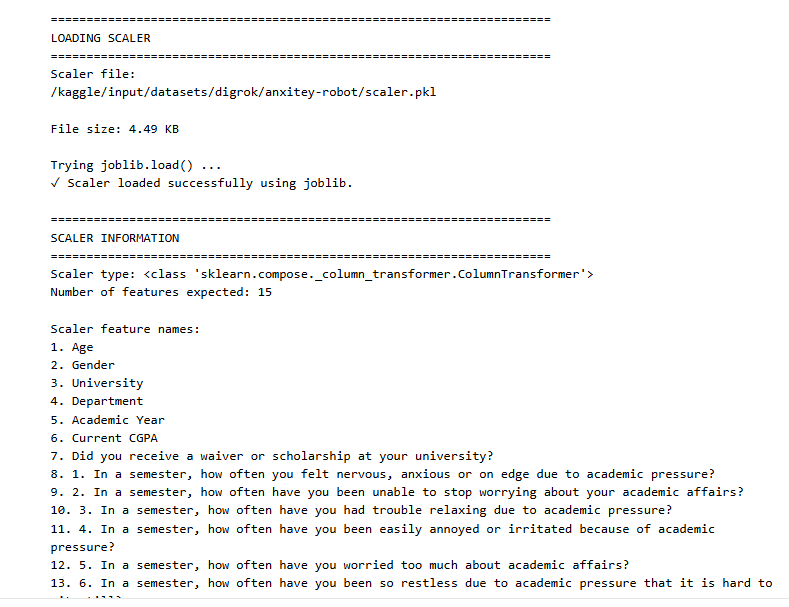 ======================================================================
LOADING SCALER
======================================================================
Scaler file:
/kaggle/input/datasets/digrok/anxitey-robot/scaler.pkl
File size: 4.49 KB
Trying joblib.load() ...
✓ Scaler loaded successfully using joblib.
======================================================================
SCALER INFORMATION
======================================================================
Scaler type: <class 'sklearn.compose._column_transformer.ColumnTransformer'>
Number of features expected: 15
Scaler feature names:
1. Age
2. Gender
3. University
4. Department
5. Academic Year
6. Current CGPA
7. Did you receive a waiver or scholarship at your university?
8. 1. In a semester, how often you felt nervous, anxious or on edge due to academic pressure?
9. 2. In a semester, how often have you been unable to stop worrying about your academic affairs?
10. 3. In a semester, how often have you had trouble relaxing due to academic pressure?
11. 4. In a semester, how often have you been easily annoyed or irritated because of academic
pressure?
12. 5. In a semester, how often have you worried too much about academic affairs?
13. 6. In a semester, how often have you been so restless due to academic pressure that it is hard to